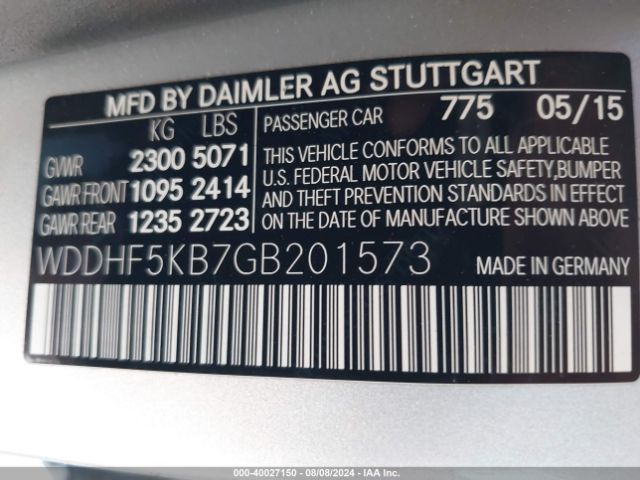 MFD BY DAIMLER AG STUTTGART
KG LBS
GVWR 2300 5071
GAWR FRONT 1095 2414
GAWR REAR 1235 2723
PASSENGER CAR 775 05/15
THIS VEHICLE CONFORMS TO ALL APPLICABLE
U.S. FEDERAL MOTOR VEHICLE SAFETY,BUMPER
AND THEFT PREVENTION STANDARDS IN EFFECT
ON THE DATE OF MANUFACTURE SHOWN ABOVE.
WDDHF5KB7GB201573 MADE IN GERMANY
Stock - 40027150 | 08/08/2024 - IAA Inc.